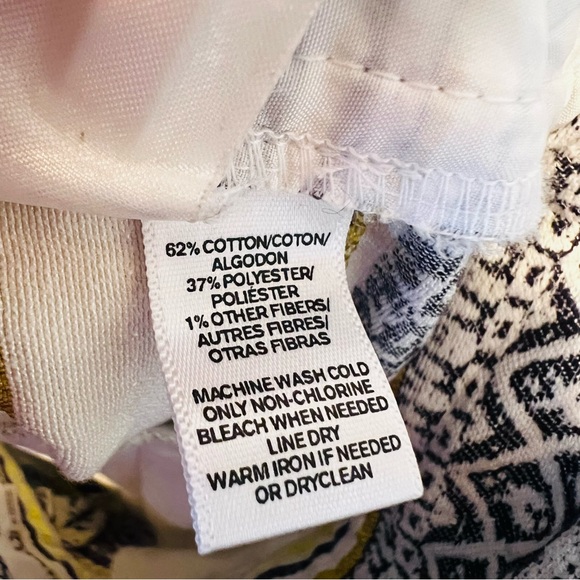 62% COTTON/COTON/
ALGODON
37% POLYESTER/
POLIÉSTER
1% OTHER FIBERS/
AUTRES FIBRES/
OTRAS FIBRAS
MACHINE WASH COLD
ONLY NON-CHLORINE
BLEACH WHEN NEEDED
LINE DRY
WARM IRON IF NEEDED
OR DRYCLEAN